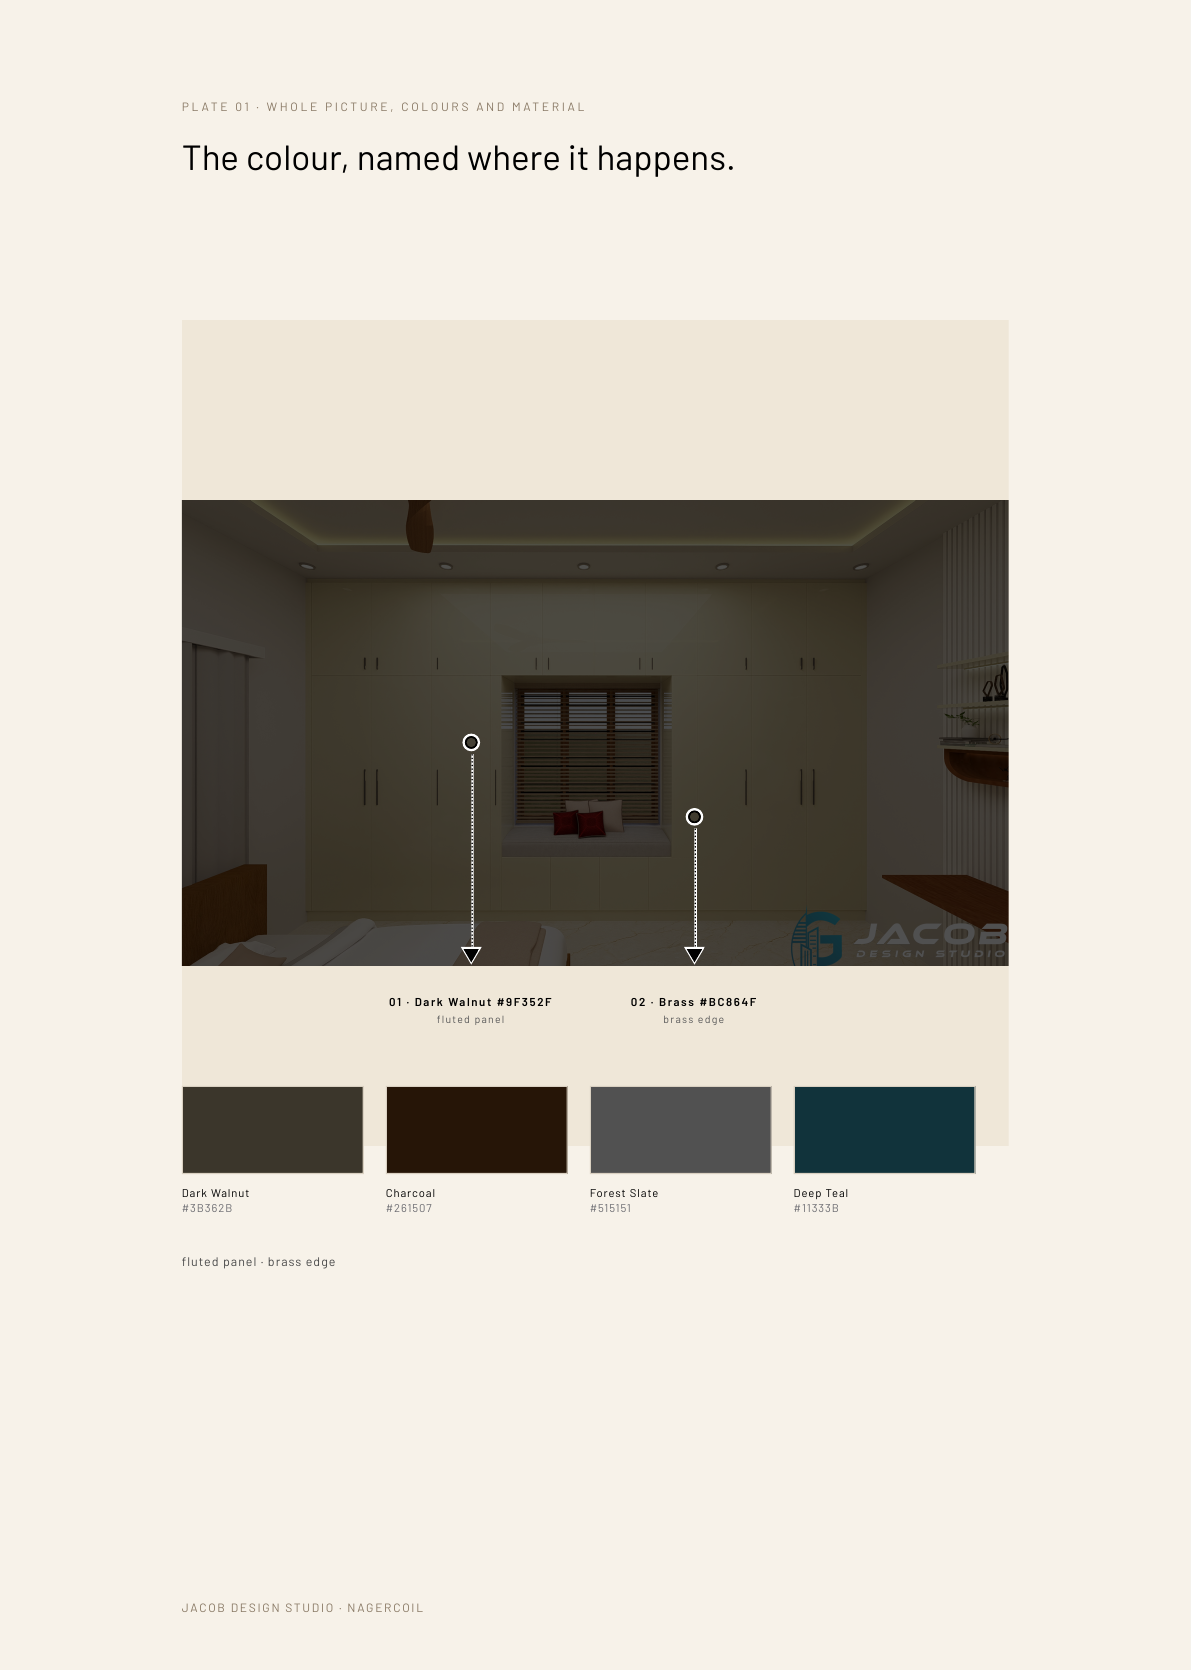 PLATE 01 · WHOLE PICTURE, COLOURS AND MATERIAL
The colour, named where it happens.
JACOB
DESIGN STUDIO
01 · Dark Walnut #9F352F
fluted panel
02 · Brass #BC864F
brass edge
Dark Walnut
#3B362B
Charcoal
#261507
Forest Slate
#515151
Deep Teal
#11333B
fluted panel · brass edge
JACOB DESIGN STUDIO · NAGERCOIL